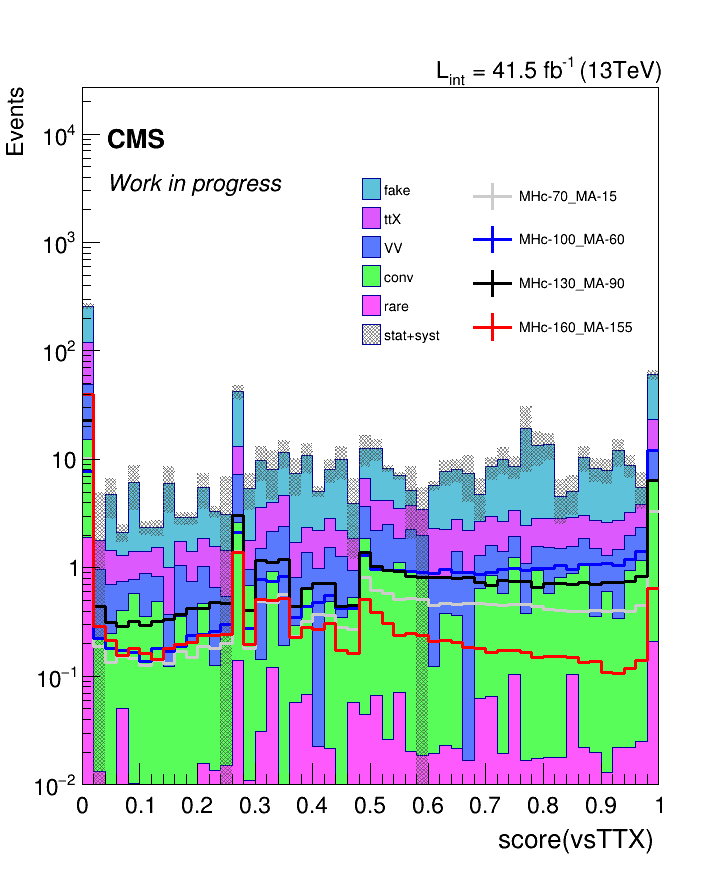 L_int = 41.5 fb^-1 (13TeV)
Events
CMS
Work in progress
fake
ttX
VV
conv
rare
stat+syst
MHc-70_MA-15
MHc-100_MA-60
MHc-130_MA-90
MHc-160_MA-155
10^4
10^3
10^2
10
1
10^-1
10^-2
0 0.1 0.2 0.3 0.4 0.5 0.6 0.7 0.8 0.9 1
score(vsTTX)